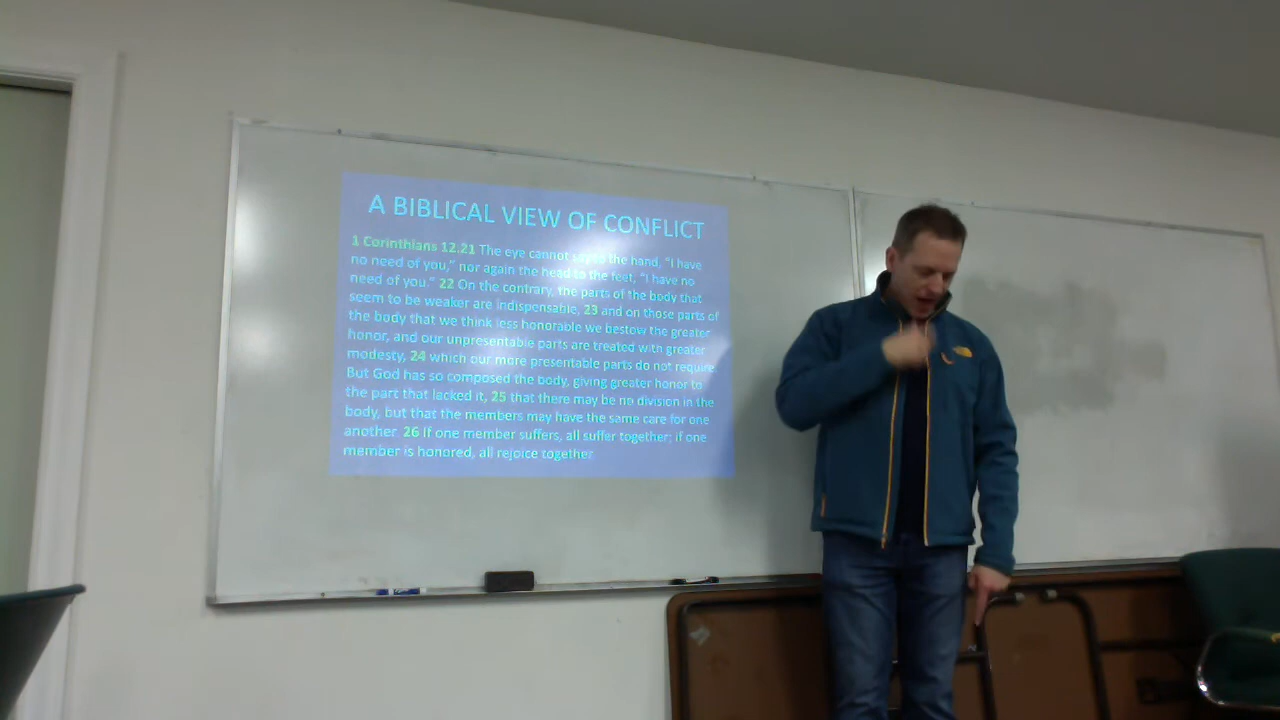 A BIBLICAL VIEW OF CONFLICT
1 Corinthians 12.21 The eye cannot say to the hand, “I have
no need of you,” nor again the head to the feet, “I have no
need of you.” 22 On the contrary, the parts of the body that
seem to be weaker are indispensable, 23 and on those parts of
the body that we think less honorable we bestow the greater
honor, and our unpresentable parts are treated with greater
modesty, 24 which our more presentable parts do not require.
But God has so composed the body, giving greater honor to
the part that lacked it, 25 that there may be no division in the
body, but that the members may have the same care for one
another. 26 If one member suffers, all suffer together; if one
member is honored, all rejoice together.